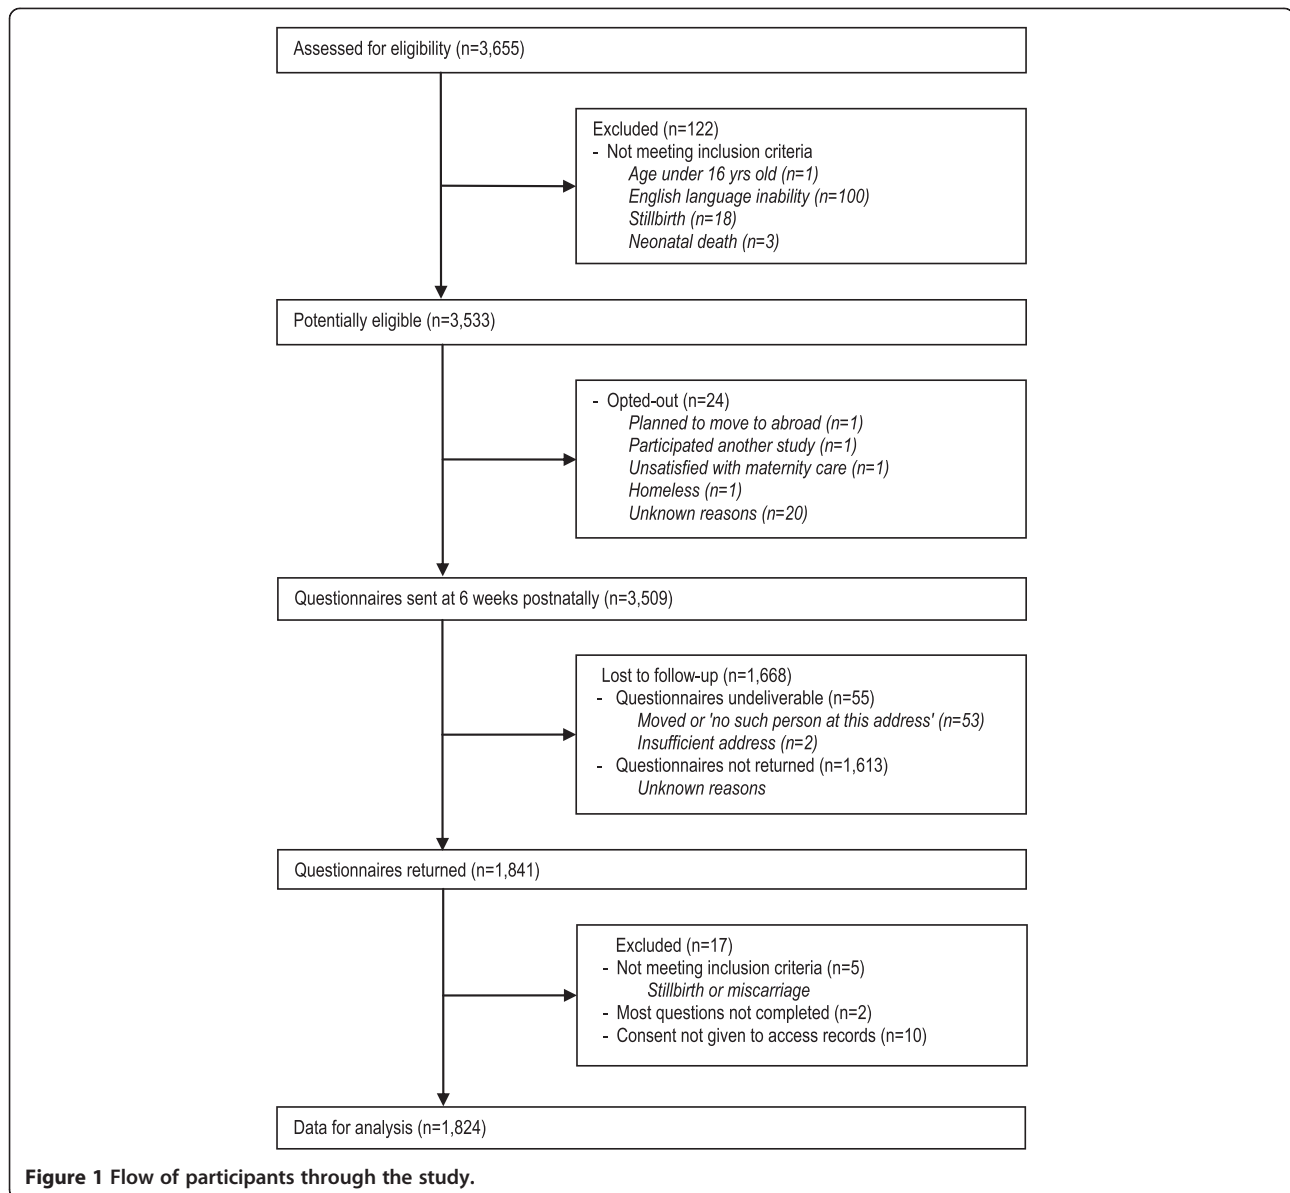 Assessed for eligibility (n=3,655)
Excluded (n=122)
- Not meeting inclusion criteria
Age under 16 yrs old (n=1)
English language inability (n=100)
Stillbirth (n=18)
Neonatal death (n=3)
Potentially eligible (n=3,533)
- Opted-out (n=24)
Planned to move to abroad (n=1)
Participated another study (n=1)
Unsatisfied with maternity care (n=1)
Homeless (n=1)
Unknown reasons (n=20)
Questionnaires sent at 6 weeks postnatally (n=3,509)
Lost to follow-up (n=1,668)
- Questionnaires undeliverable (n=55)
Moved or 'no such person at this address' (n=53)
Insufficient address (n=2)
- Questionnaires not returned (n=1,613)
Unknown reasons
Questionnaires returned (n=1,841)
Excluded (n=17)
- Not meeting inclusion criteria (n=5)
Stillbirth or miscarriage
- Most questions not completed (n=2)
- Consent not given to access records (n=10)
Data for analysis (n=1,824)
Figure 1 Flow of participants through the study.